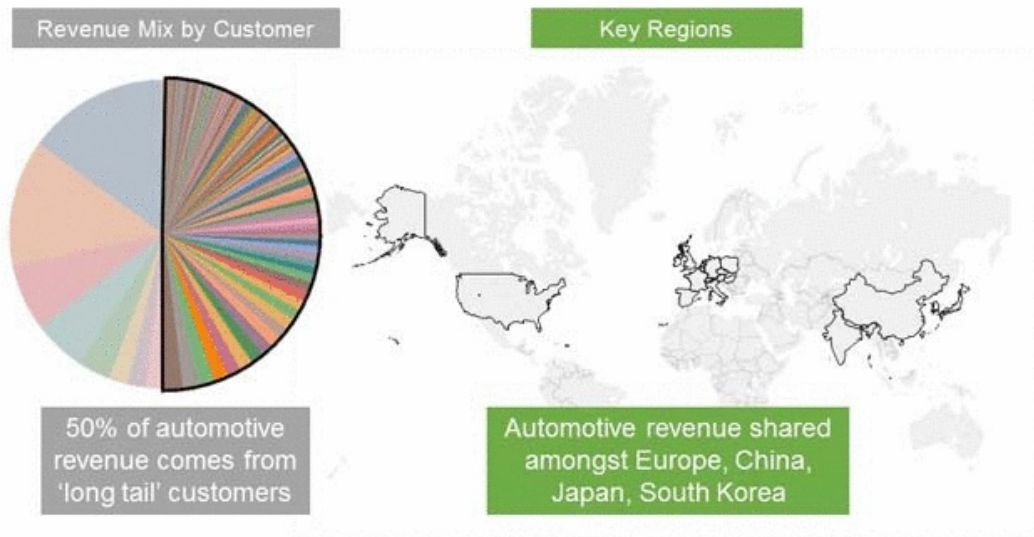 Revenue Mix by Customer
Key Regions
50% of automotive
revenue comes from
‘long tail’ customers
Automotive revenue shared
amongst Europe, China,
Japan, South Korea